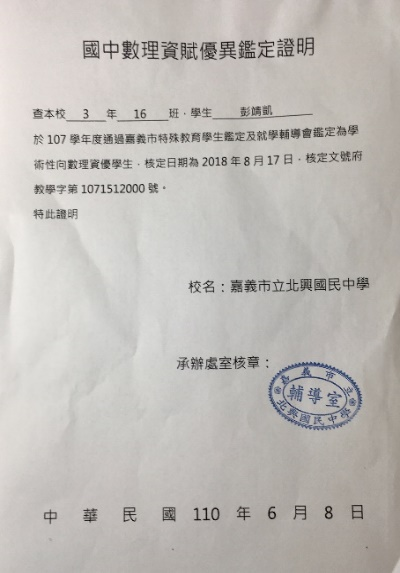 國中數理資賦優異鑑定證明
查本校 3 年 16 班，學生 彭靖凱
於 107 學年度通過嘉義市特殊教育學生鑑定及就學輔導會鑑定為學
術性向數理資優學生，核定日期為 2018 年 8 月 17 日，核定文號府
教學字第 1071512000 號。
特此證明
校名：嘉義市立北興國民中學
承辦處室核章：
嘉義市立
輔導室
北興國民中學
中華民國 110 年 6 月 8 日